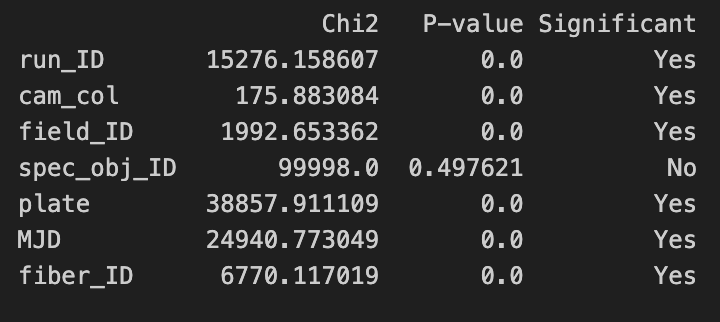 Chi2 P-value Significant
run_ID 15276.158607 0.0 Yes
cam_col 175.883084 0.0 Yes
field_ID 1992.653362 0.0 Yes
spec_obj_ID 99998.0 0.497621 No
plate 38857.911109 0.0 Yes
MJD 24940.773049 0.0 Yes
fiber_ID 6770.117019 0.0 Yes